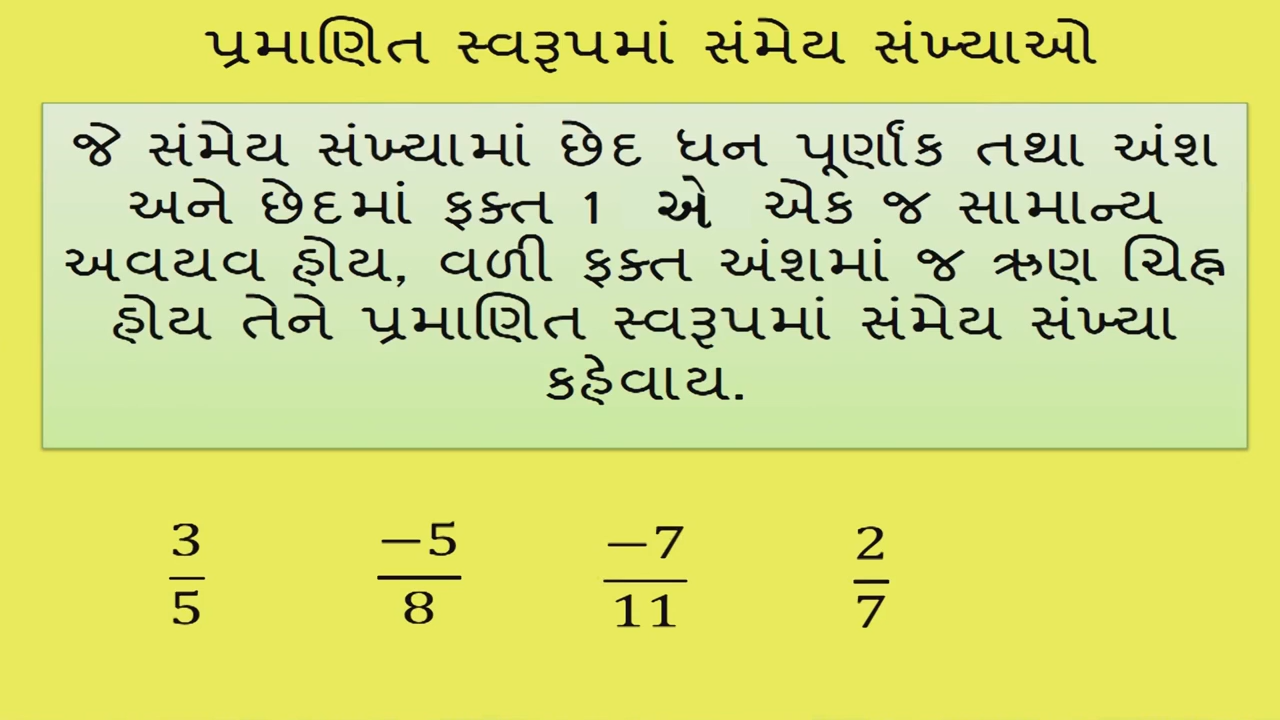 પ્રમાણિત સ્વરૂપમાં સંમેય સંખ્યાઓ
જે સંમેય સંખ્યામાં છેદ ધન પૂર્ણાંક તથા અંશ
અને છેદમાં ફક્ત 1 એ એક જ સામાન્ય
અવયવ હોય, વળી ફક્ત અંશમાં જ ઋણ ચિહ્ન
હોય તેને પ્રમાણિત સ્વરૂપમાં સંમેય સંખ્યા
કહેવાય.
3/5 −5/8 −7/11 2/7